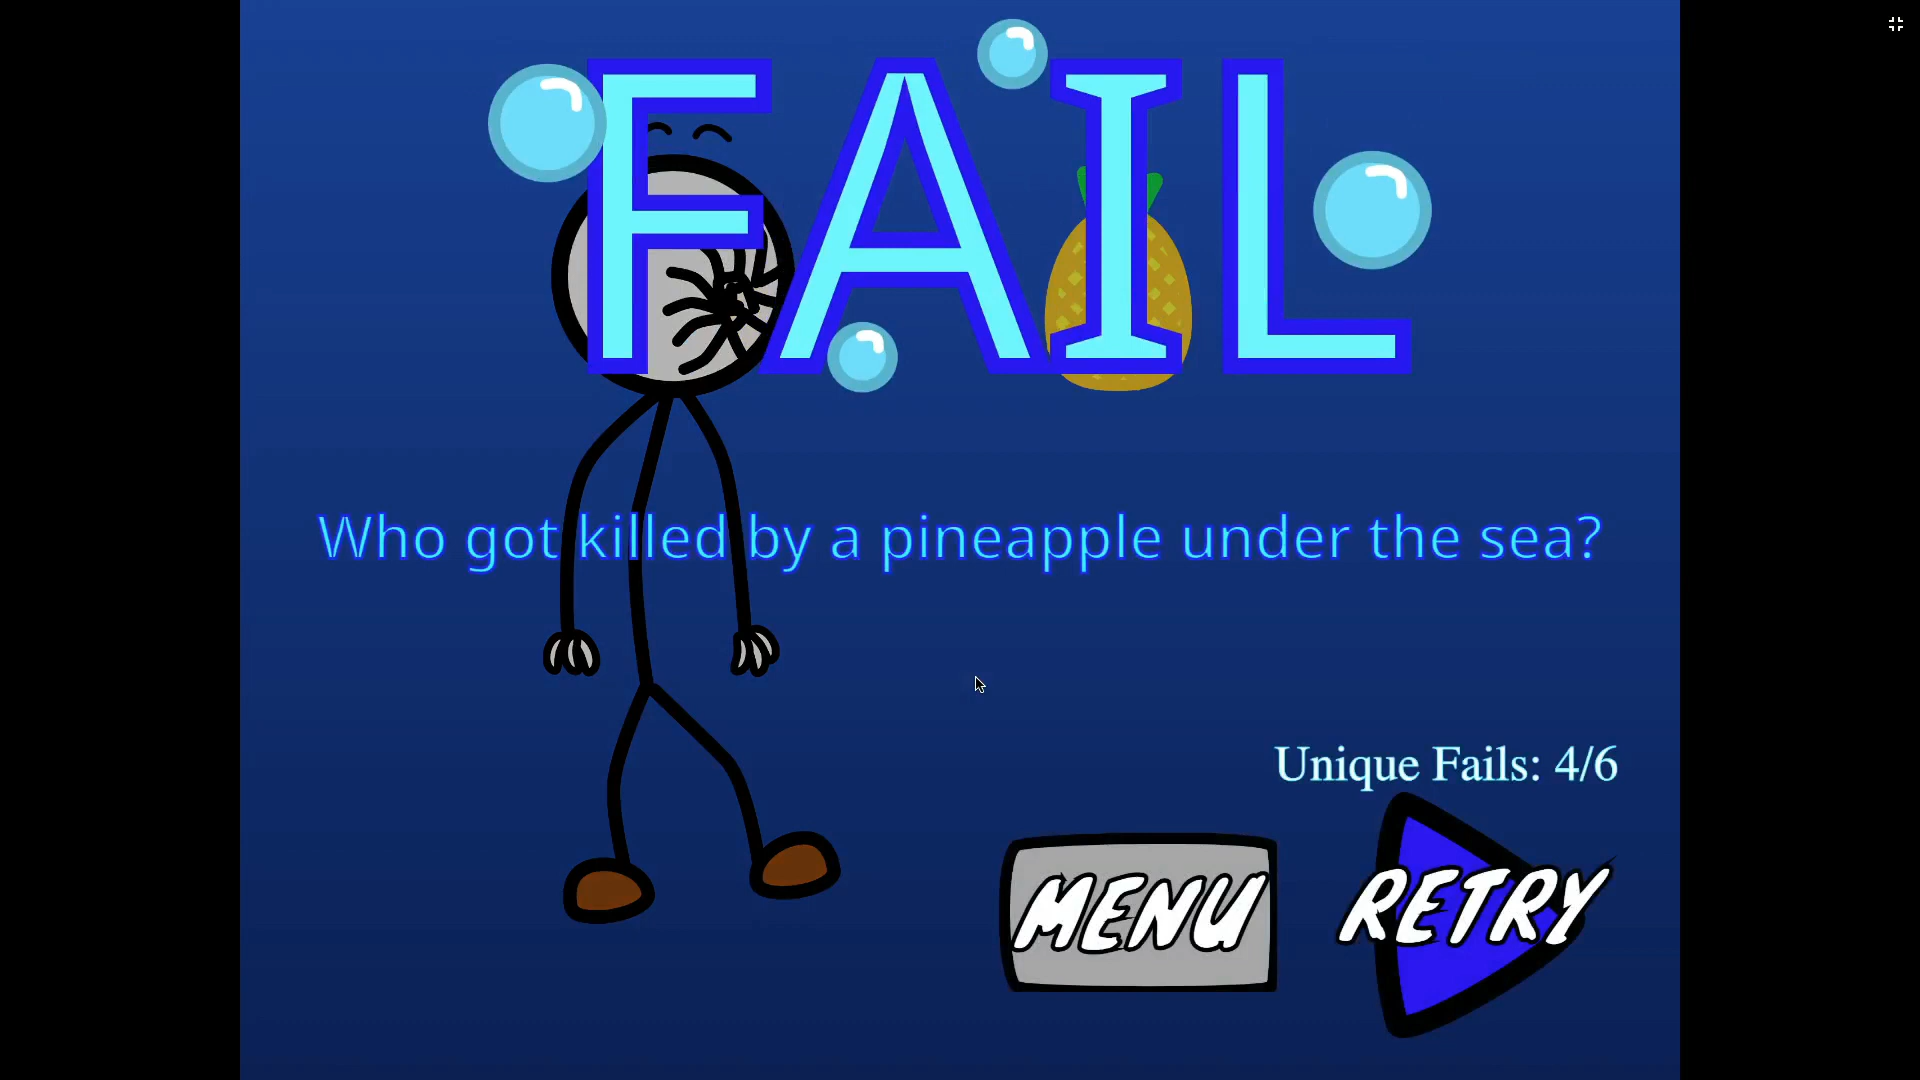 FAIL
Who got killed by a pineapple under the sea?
Unique Fails: 4/6
MENU
RETRY